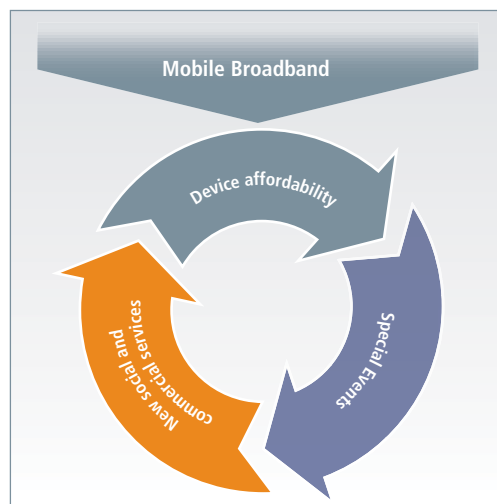 Mobile Broadband
Device affordability
Special Events
New social and
commercial services